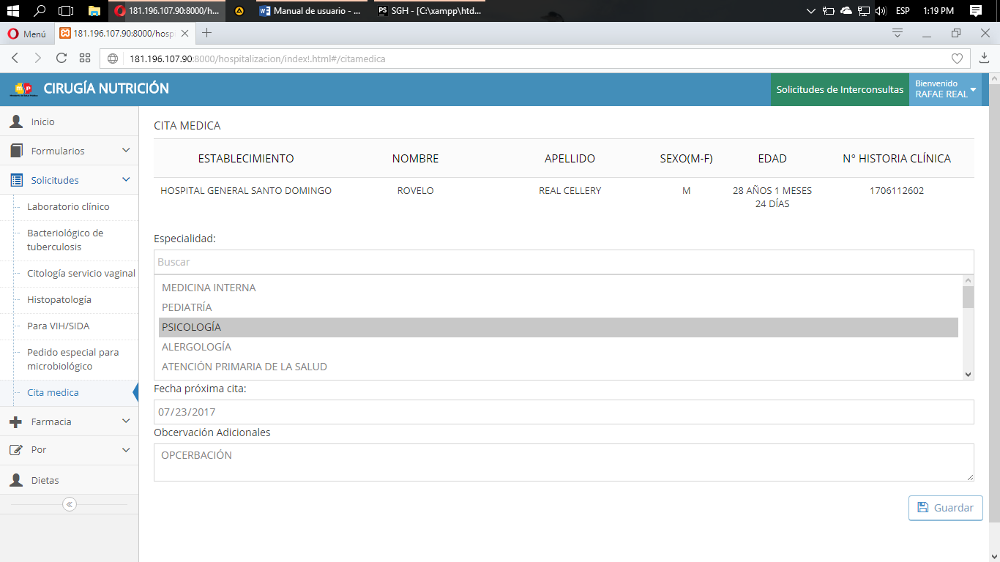 181.196.107.90:8000/h...
Manual de usuario - ...
SGH - [C:\xampp\htd...
ESP
1:19 PM
Menú
181.196.107.90:8000/hospi
181.196.107.90:8000/hospitalizacion/index!.html#/citamedica
CIRUGÍA NUTRICIÓN
Solicitudes de Interconsultas
Bienvenido
RAFAE REAL
Inicio
Formularios
Solicitudes
Laboratorio clínico
Bacteriológico de
tuberculosis
Citología servicio vaginal
Histopatología
Para VIH/SIDA
Pedido especial para
microbiológico
Cita medica
Farmacia
Por
Dietas
CITA MEDICA
ESTABLECIMIENTO NOMBRE APELLIDO SEXO(M-F) EDAD N° HISTORIA CLÍNICA
HOSPITAL GENERAL SANTO DOMINGO ROVELO REAL CELLERY M 28 AÑOS 1 MESES 1706112602
24 DÍAS
Especialidad:
Buscar
MEDICINA INTERNA
PEDIATRÍA
PSICOLOGÍA
ALERGOLOGÍA
ATENCIÓN PRIMARIA DE LA SALUD
Fecha próxima cita:
07/23/2017
Obcervación Adicionales
OPCERBACIÓN
Guardar